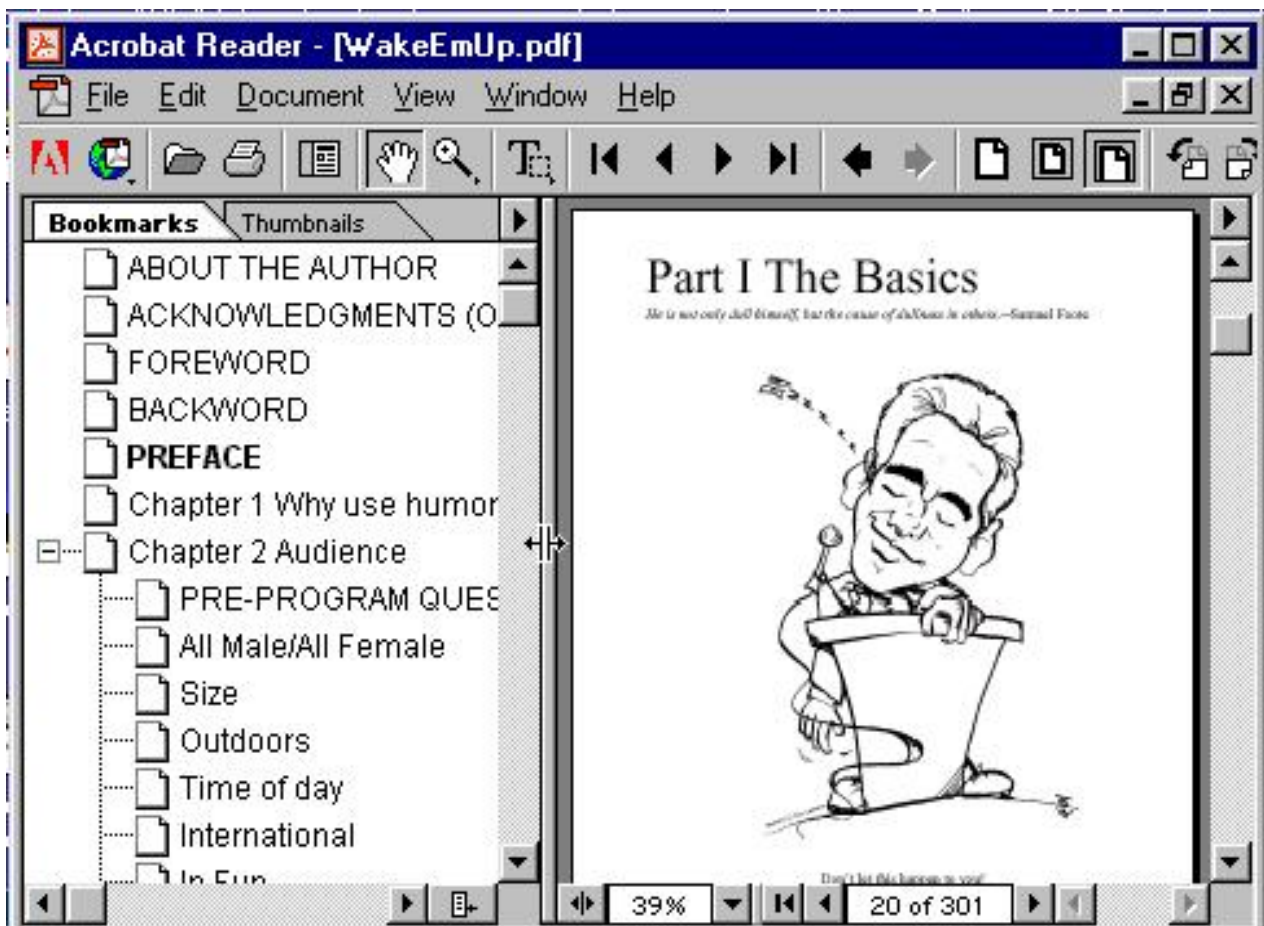 Acrobat Reader - [WakeEmUp.pdf]
File Edit Document View Window Help
Bookmarks Thumbnails
ABOUT THE AUTHOR
ACKNOWLEDGMENTS (O
FOREWORD
BACKWORD
PREFACE
Chapter 1 Why use humor
Chapter 2 Audience
PRE-PROGRAM QUES
All Male/All Female
Size
Outdoors
Time of day
International
In Fun
Part I The Basics
He is not only dull himself, but the cause of dullness in others.--Samuel Foote
Don't let this happen to you!
39%
20 of 301